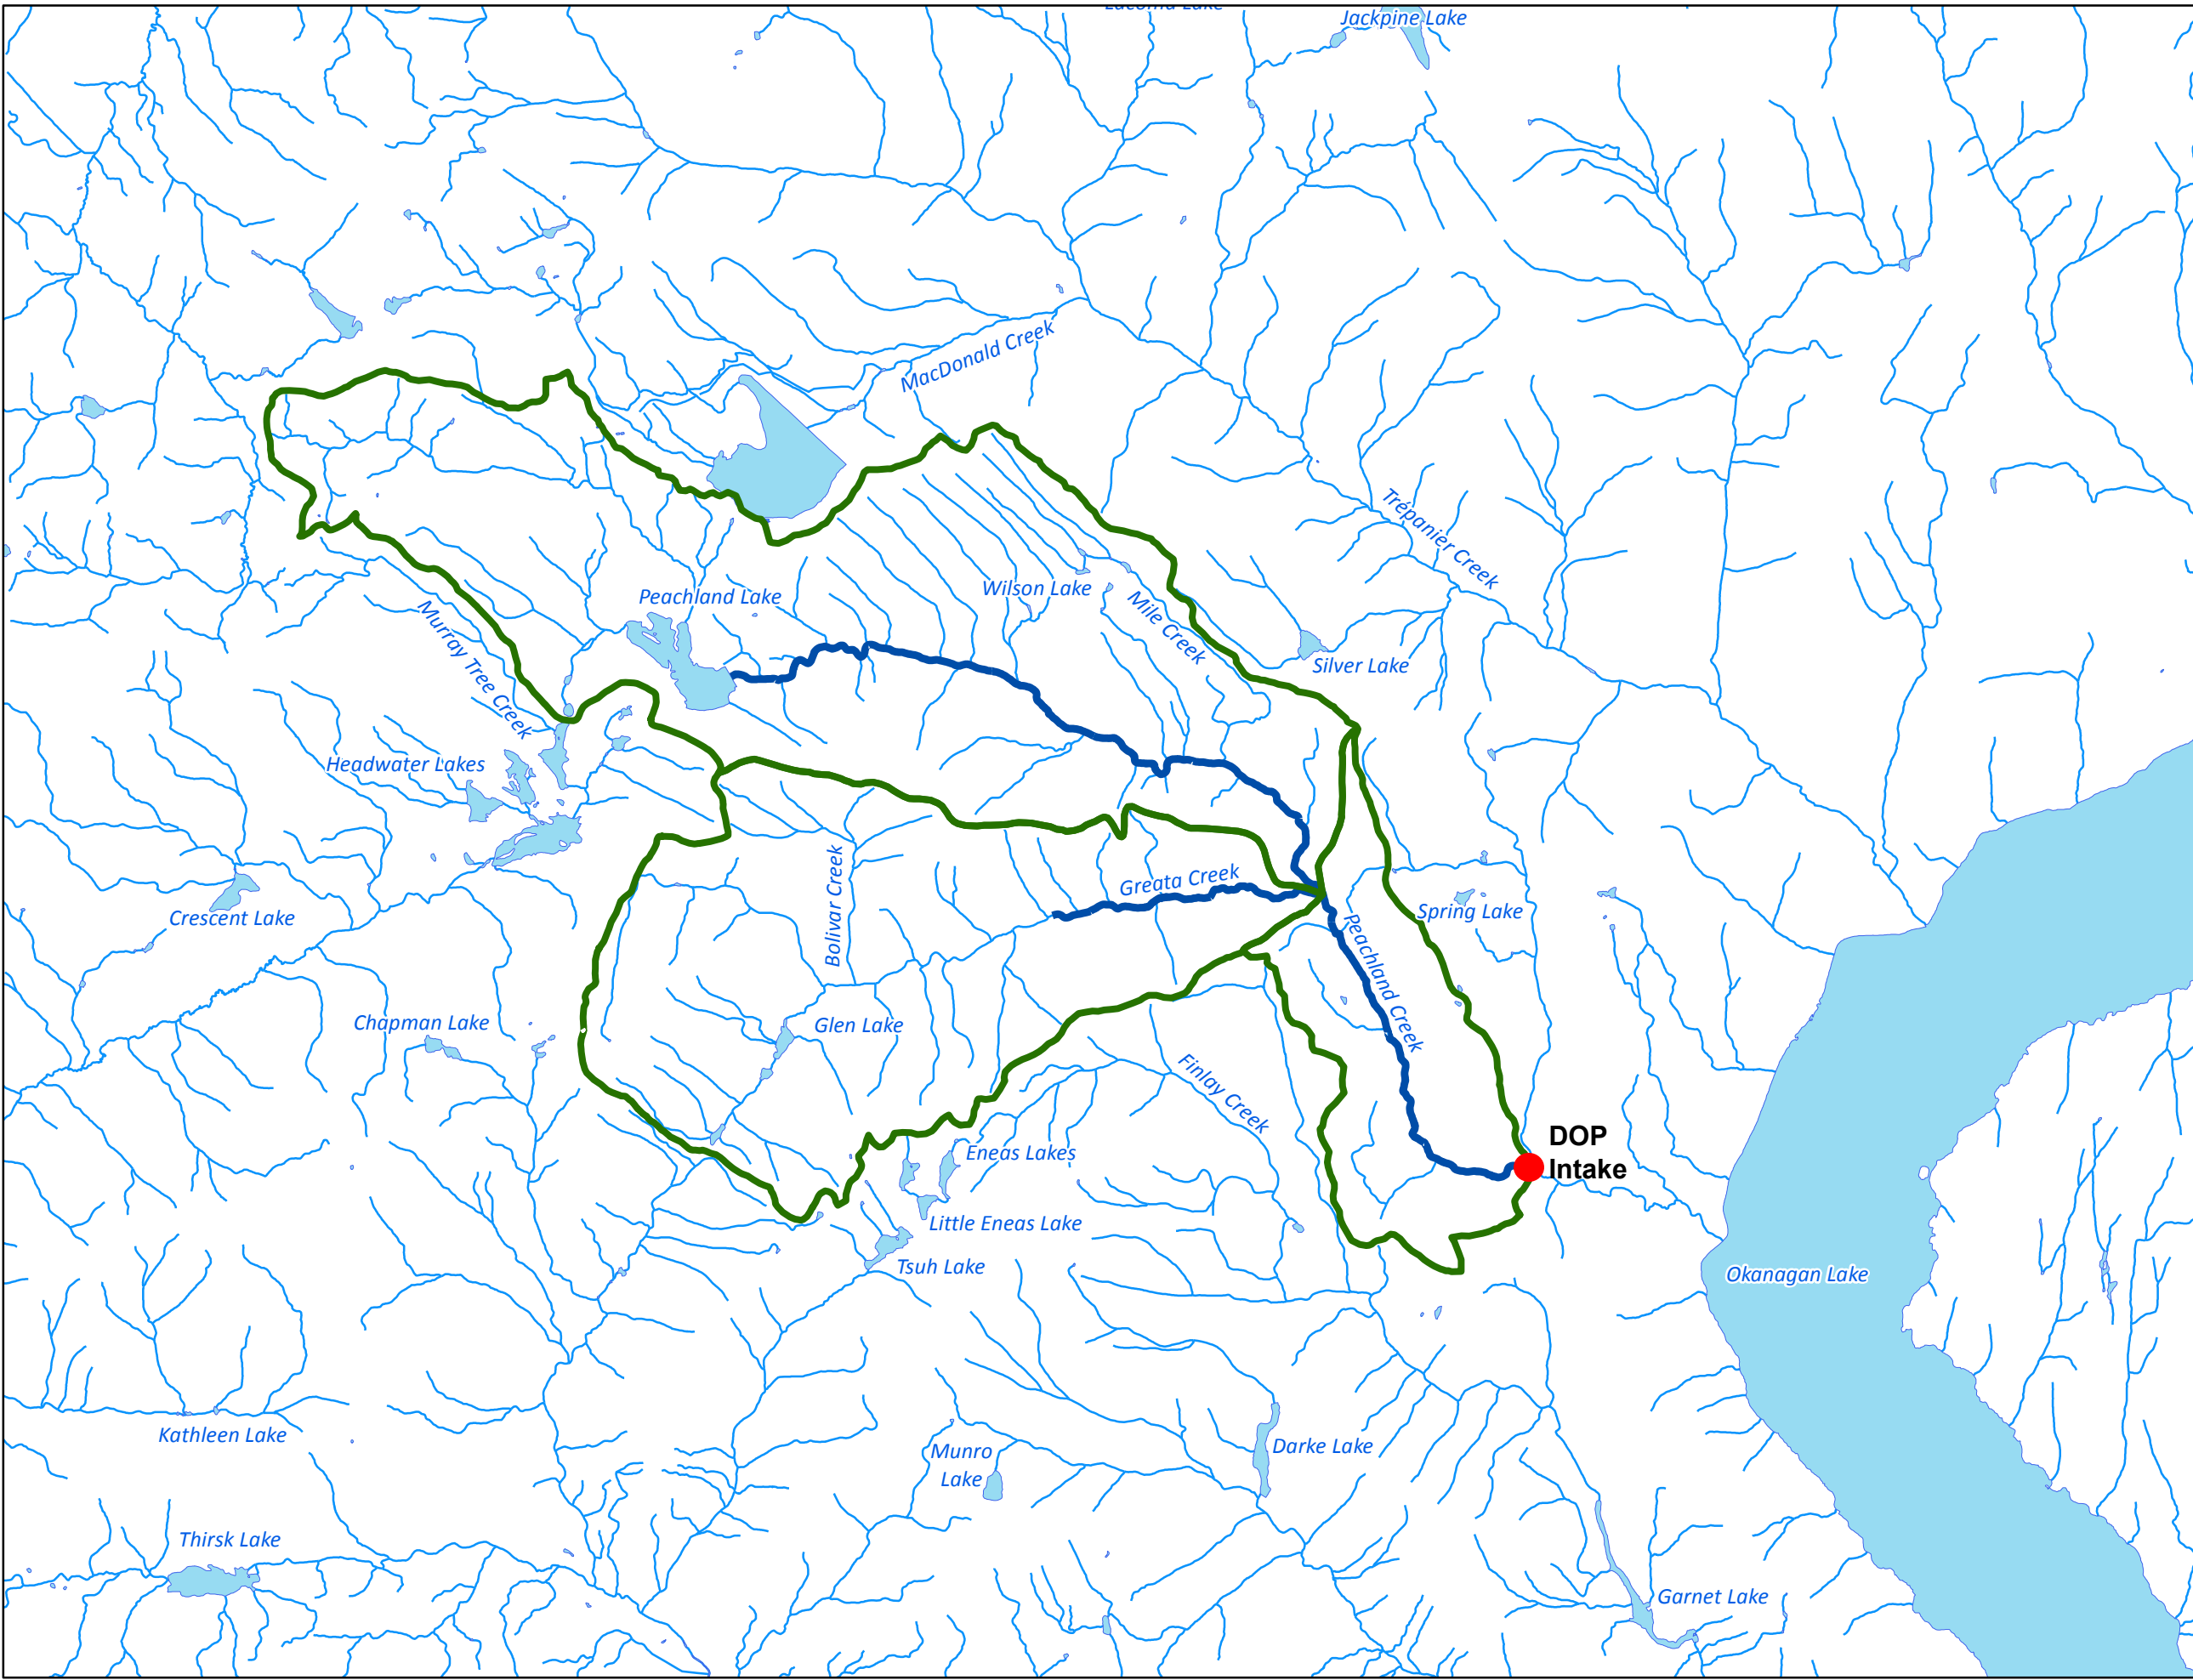 Lacoma Lake
Jackpine Lake
MacDonald Creek
Trépanier Creek
Peachland Lake
Wilson Lake
Mile Creek
Murray Tree Creek
Silver Lake
Headwater Lakes
Bolivar Creek
Greata Creek
Crescent Lake
Spring Lake
Peachland Creek
Chapman Lake
Glen Lake
Finlay Creek
DOP
Intake
Eneas Lakes
Little Eneas Lake
Tsuh Lake
Okanagan Lake
Kathleen Lake
Munro
Lake
Darke Lake
Thirsk Lake
Garnet Lake